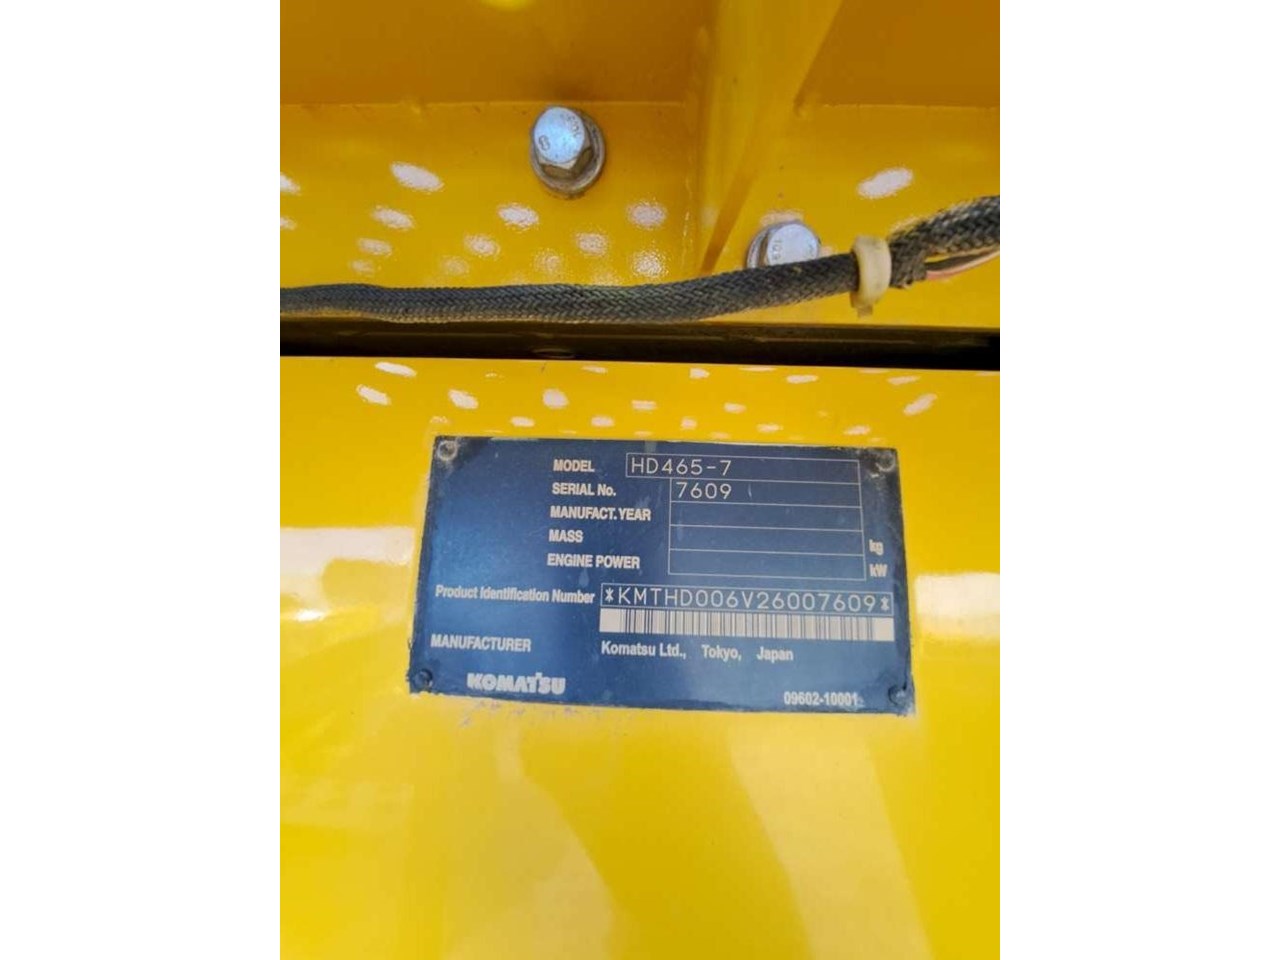 MODEL HD465-7
SERIAL No. 7609
MANUFACT. YEAR
MASS kg
ENGINE POWER kW
Product Identification Number *KMTHD006V26007609*
MANUFACTURER Komatsu Ltd., Tokyo, Japan
KOMATSU
09602-10001